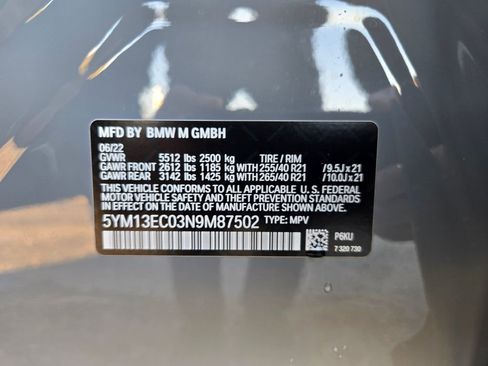 MFD BY BMW M GMBH
06/22
GVWR 5512 lbs 2500 kg TIRE / RIM
GAWR FRONT 2612 lbs 1185 kg 255/40 R21 /9.5J x 21
GAWR REAR 3142 lbs 1425 kg 265/40 R21 /10.0J x 21
THIS VEHICLE CONFORMS TO ALL APPLICABLE U. S. FEDERAL
MOTOR VEHICLE SAFETY, BUMPER, AND THEFT PREVENTION
STANDARDS IN EFFECT ON THE DATE OF MANUFACTURE SHOWN ABOVE.
5YM13EC03N9M87502 TYPE: MPV
P6KU
7 320 730